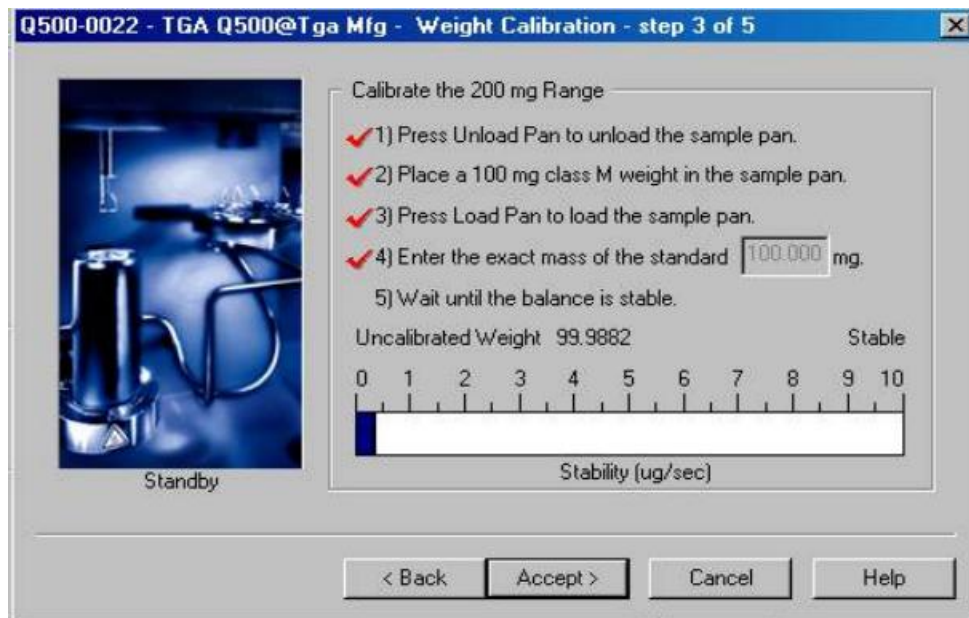 Q500-0022 - TGA Q500@Tga Mfg - Weight Calibration - step 3 of 5
Calibrate the 200 mg Range
1) Press Unload Pan to unload the sample pan.
2) Place a 100 mg class M weight in the sample pan.
3) Press Load Pan to load the sample pan.
4) Enter the exact mass of the standard 100.000 mg.
5) Wait until the balance is stable.
Uncalibrated Weight 99.9882 Stable
0 1 2 3 4 5 6 7 8 9 10
Stability (ug/sec)
Standby
< Back Accept > Cancel Help